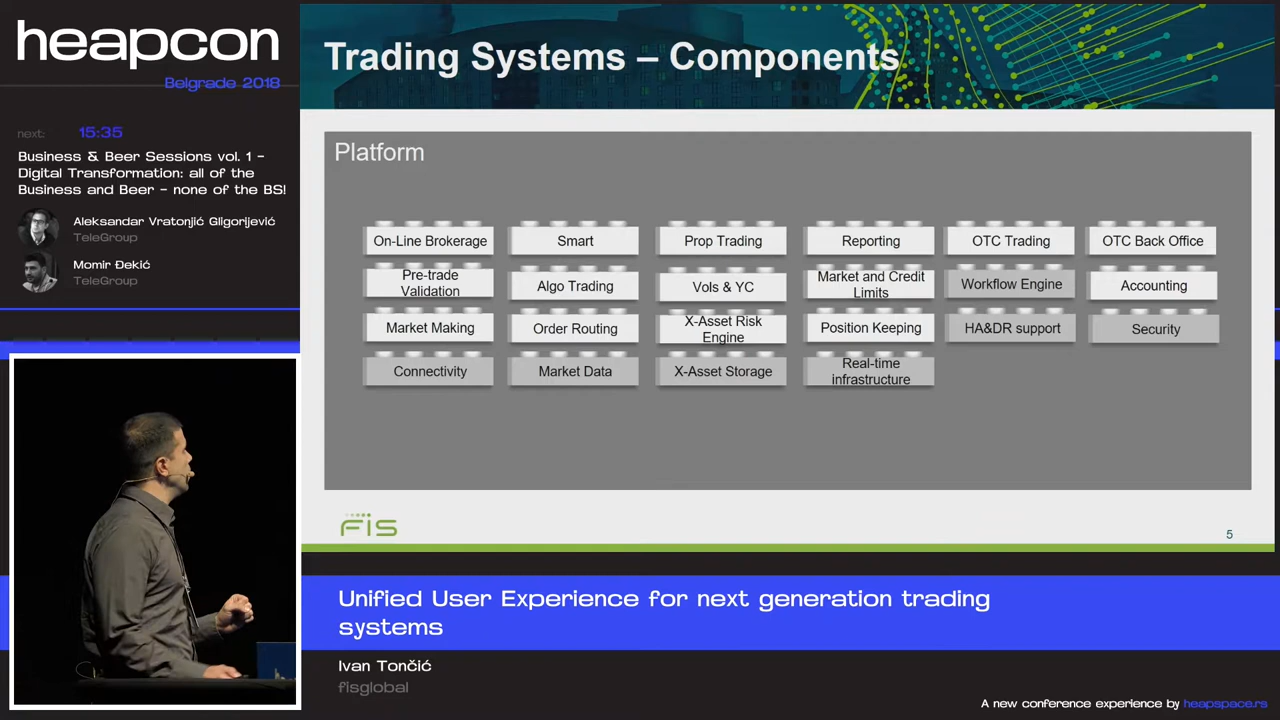 heapcon
Belgrade 2018
next: 15:35
Business & Beer Sessions vol. 1 –
Digital Transformation: all of the
Business and Beer – none of the BS!
Aleksandar Vratonjić Gligorijević
TeleGroup
Momir Đekić
TeleGroup
Trading Systems – Components
Platform
On-Line Brokerage
Smart
Prop Trading
Reporting
OTC Trading
OTC Back Office
Pre-trade
Validation
Algo Trading
Vols & YC
Market and Credit
Limits
Workflow Engine
Accounting
Market Making
Order Routing
X-Asset Risk
Engine
Position Keeping
HA&DR support
Security
Connectivity
Market Data
X-Asset Storage
Real-time
infrastructure
FIS
5
Unified User Experience for next generation trading
systems
Ivan Tončić
fisglobal
A new conference experience by heapspace.rs